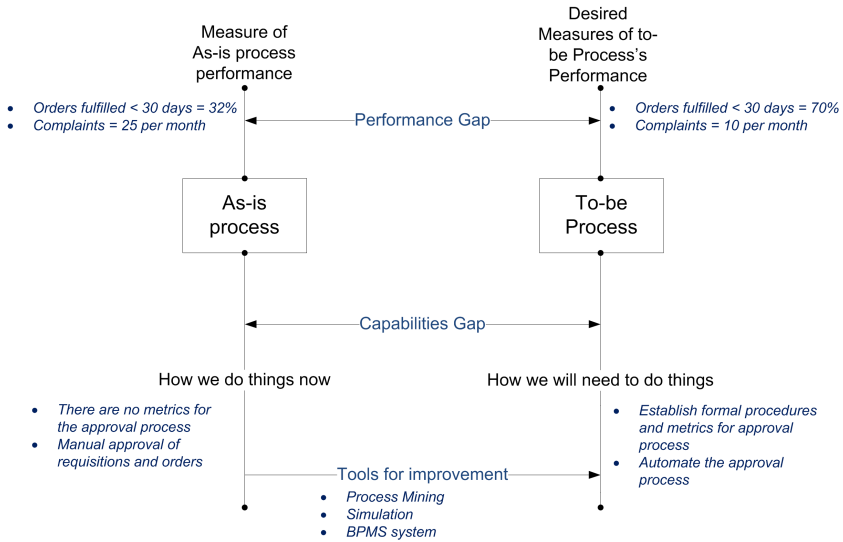 Measure of
As-is process
performance
Desired
Measures of to-
be Process's
Performance
• Orders fulfilled < 30 days = 32%
• Complaints = 25 per month
Performance Gap
• Orders fulfilled < 30 days = 70%
• Complaints = 10 per month
As-is
process
To-be
Process
Capabilities Gap
How we do things now
How we will need to do things
• There are no metrics for
the approval process
• Manual approval of
requisitions and orders
• Establish formal procedures
and metrics for approval
process
• Automate the approval
process
Tools for improvement
• Process Mining
• Simulation
• BPMS system